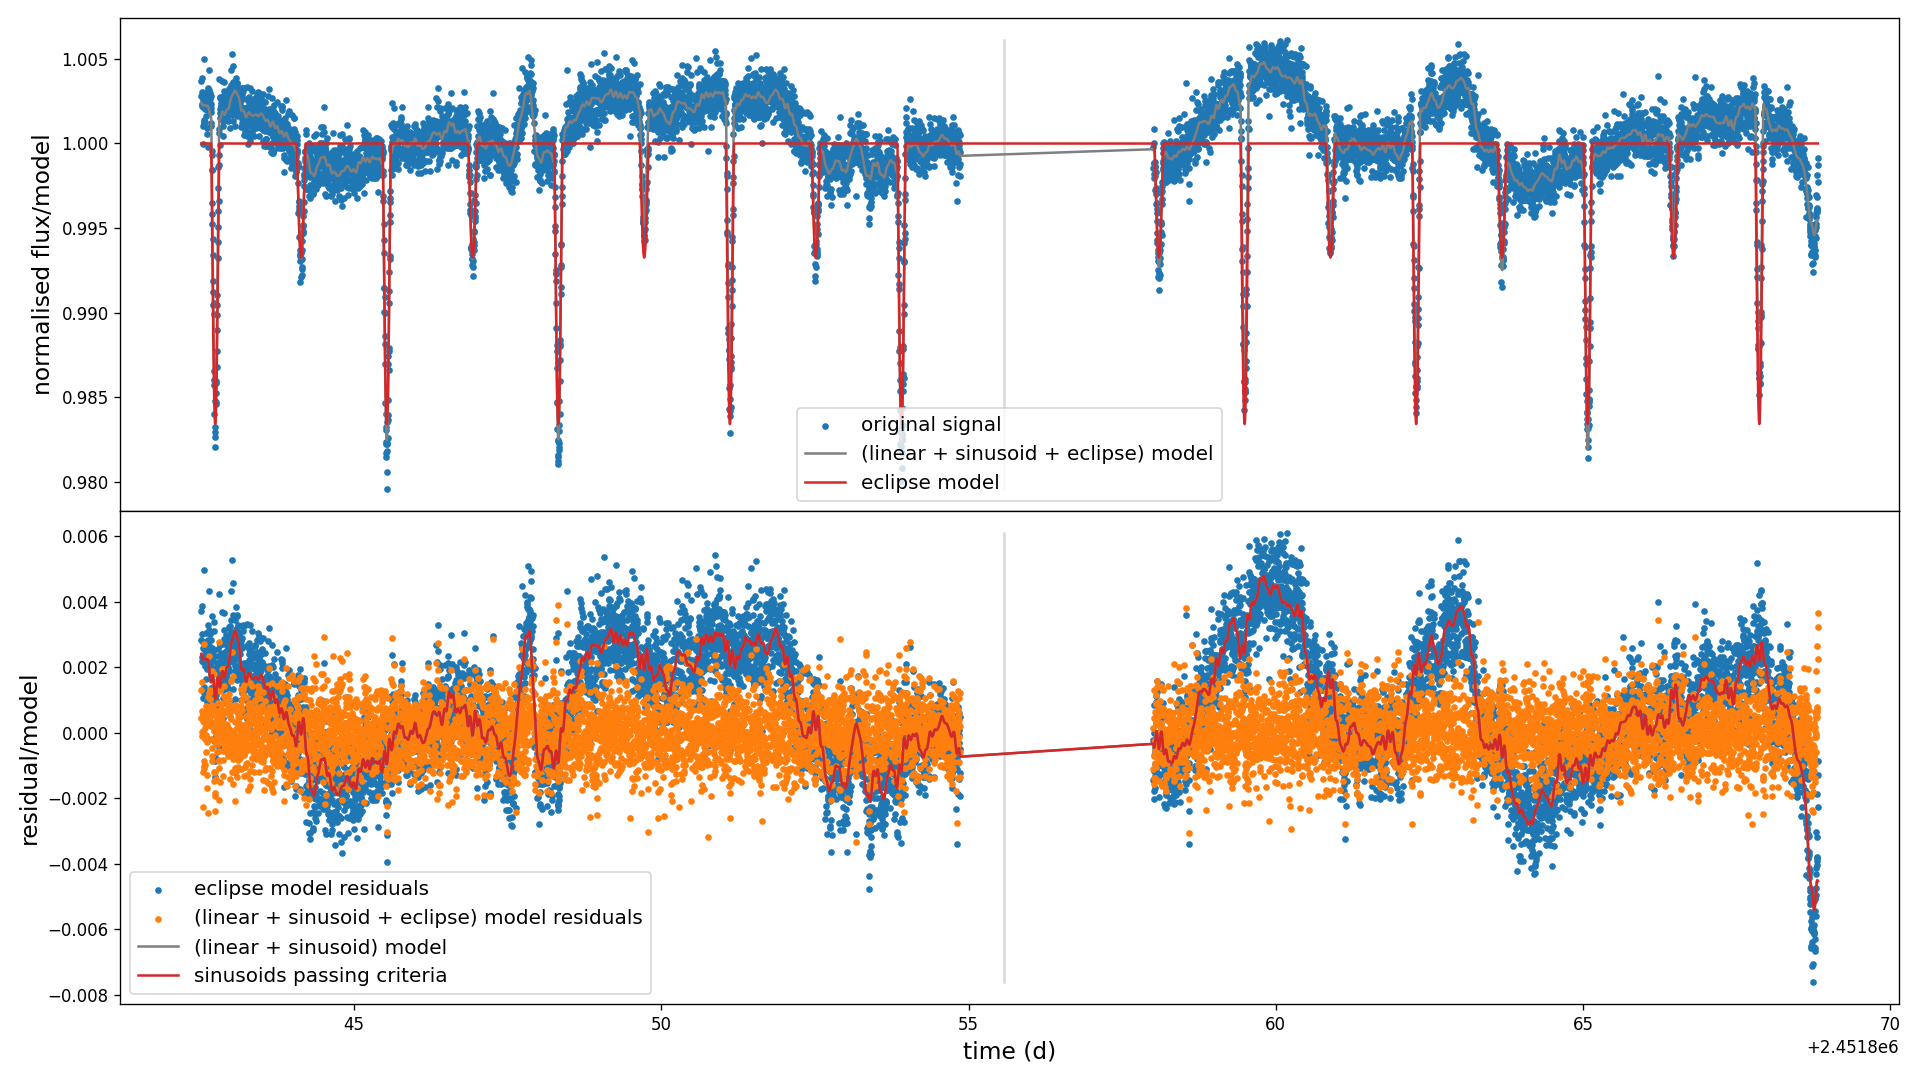 1.005
1.000
0.995
0.990
0.985
0.980
normalised flux/model
original signal
(linear + sinusoid + eclipse) model
eclipse model
0.006
0.004
0.002
0.000
−0.002
−0.004
−0.006
−0.008
residual/model
eclipse model residuals
(linear + sinusoid + eclipse) model residuals
(linear + sinusoid) model
sinusoids passing criteria
45
50
55
60
65
70
time (d)
+2.4518e6